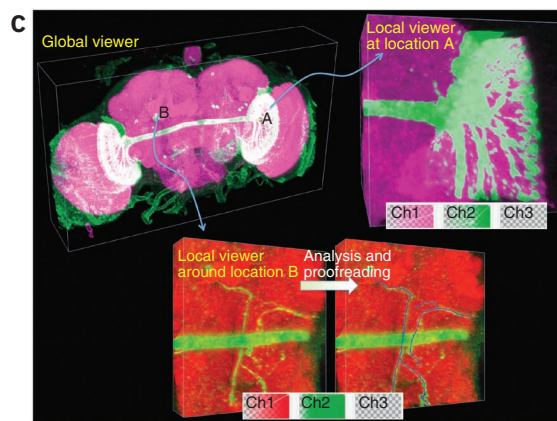 c
Global viewer
Local viewer
at location A
B
A
Ch1 Ch2 Ch3
Local viewer
around location B
Analysis and
proofreading
Ch1 Ch2 Ch3